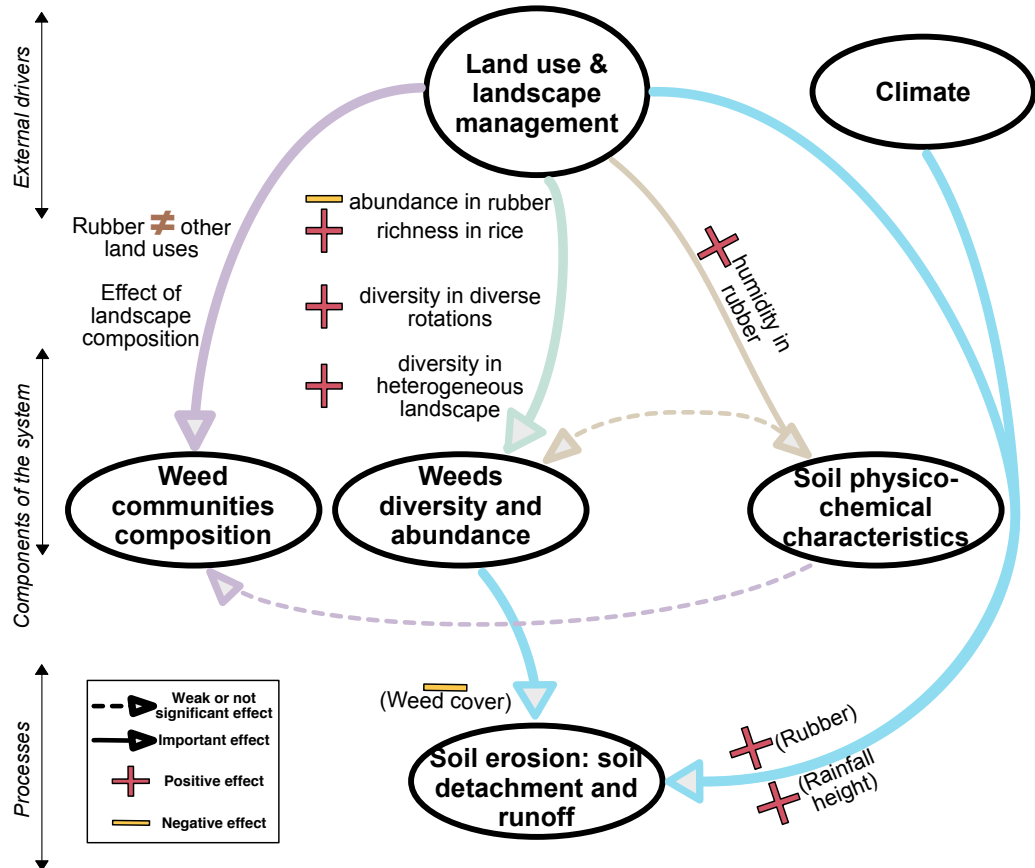 External drivers
Components of the system
Processes
Land use &
landscape
management
Climate
Rubber ≠ other
land uses
Effect of
landscape
composition
abundance in rubber
richness in rice
diversity in diverse
rotations
diversity in
heterogeneous
landscape
humidity in
rubber
Weed
communities
composition
Weeds
diversity and
abundance
Soil physico-
chemical
characteristics
(Weed cover)
(Rubber)
(Rainfall
height)
Soil erosion: soil
detachment and
runoff
Weak or not
significant effect
Important effect
Positive effect
Negative effect